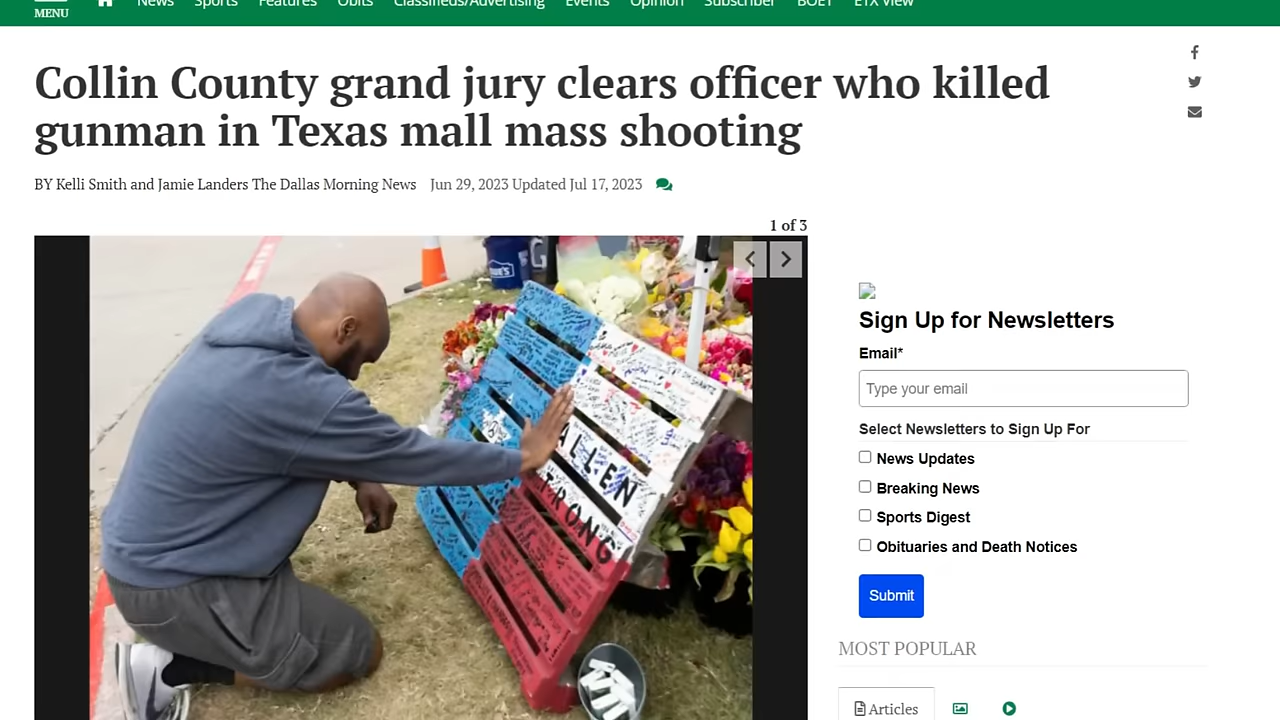 MENU
News Sports Features Obits Classifieds/Advertising Events Opinion Subscriber BOET ETX View
Collin County grand jury clears officer who killed
gunman in Texas mall mass shooting
BY Kelli Smith and Jamie Landers The Dallas Morning News Jun 29, 2023 Updated Jul 17, 2023
1 of 3
LOWE'S
ALLEN
STRONG
Sign Up for Newsletters
Email*
Type your email
Select Newsletters to Sign Up For
News Updates
Breaking News
Sports Digest
Obituaries and Death Notices
Submit
MOST POPULAR
Articles